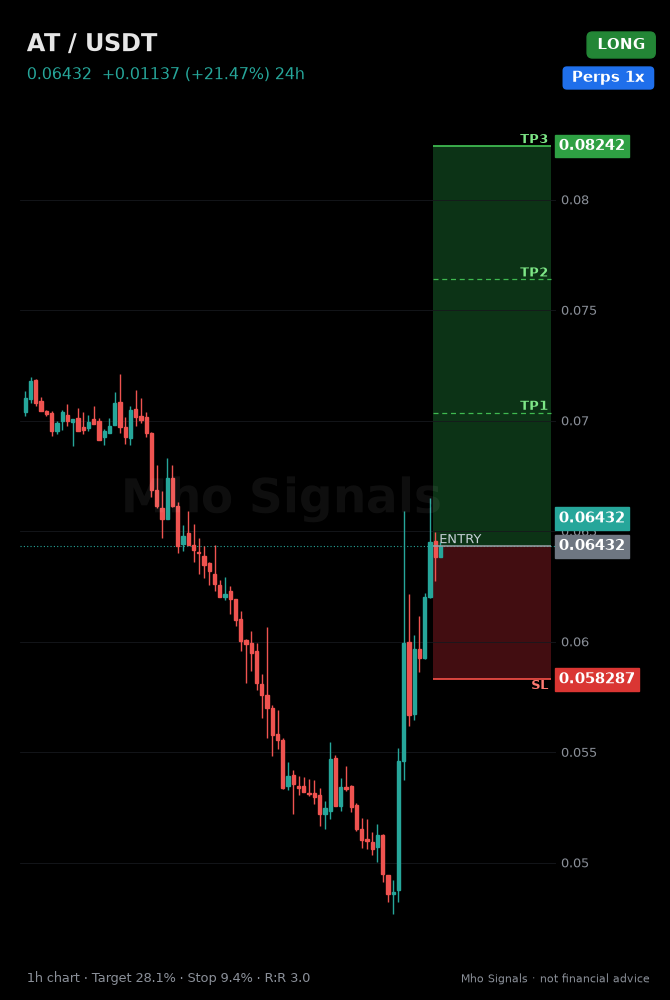 AT / USDT
LONG
0.06432 +0.01137 (+21.47%) 24h
Perps 1x
TP3
0.08242
0.08
TP2
0.075
TP1
0.07
Mho Signals
0.06432
0.065
ENTRY
0.06432
0.06
0.058287
SL
0.055
0.05
1h chart · Target 28.1% · Stop 9.4% · R:R 3.0
Mho Signals · not financial advice